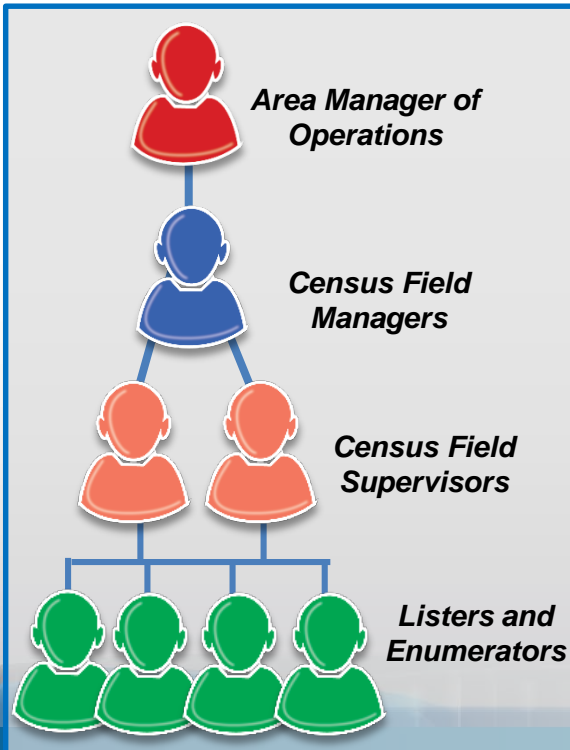 Area Manager of
Operations
Census Field
Managers
Census Field
Supervisors
Listers and
Enumerators